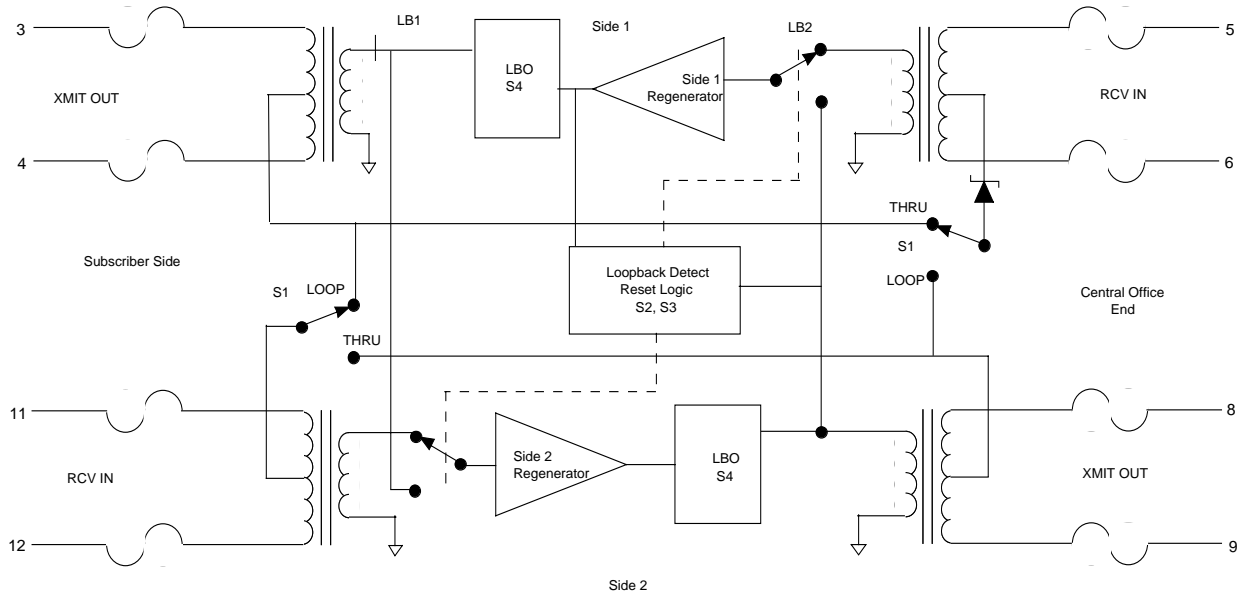 3
LB1
Side 1
LB2
5
XMIT OUT
LBO
S4
Side 1
Regenerator
RCV IN
4
6
THRU
S1
Subscriber Side
S1
LOOP
Loopback Detect
Reset Logic
S2, S3
LOOP
Central Office
End
THRU
11
8
RCV IN
Side 2
Regenerator
LBO
S4
XMIT OUT
12
9
Side 2